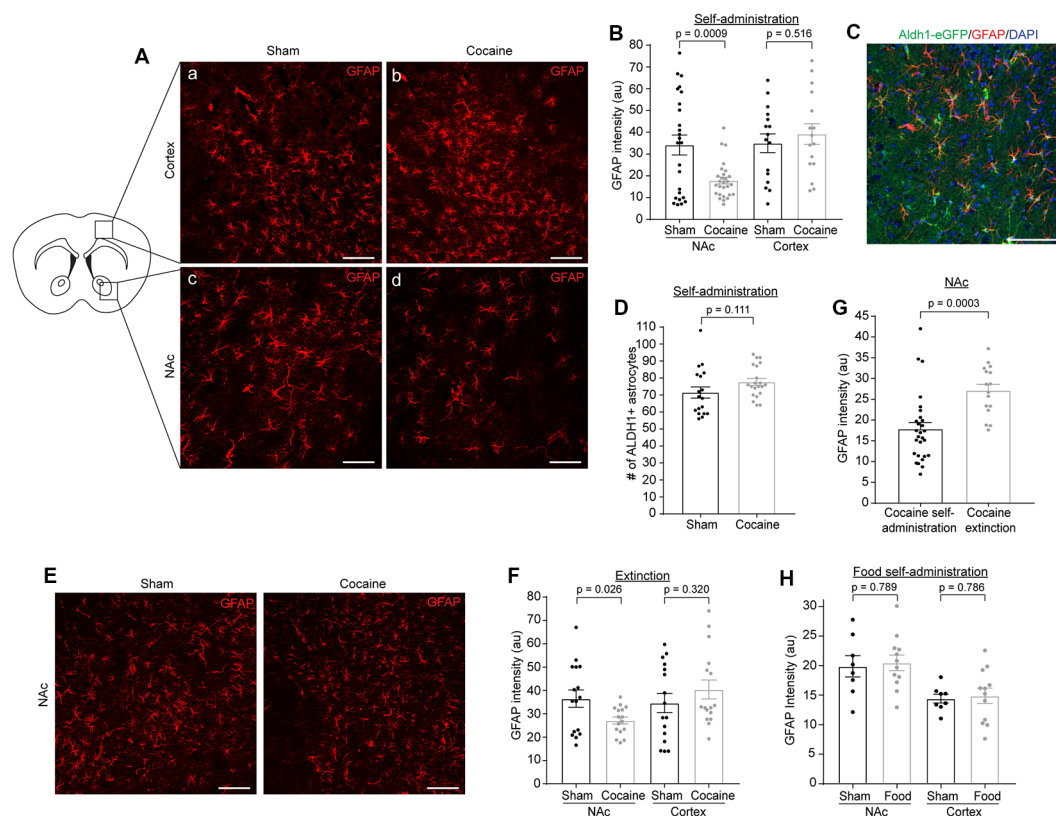 A
Sham
Cocaine
Cortex
NAc
a
GFAP
b
GFAP
c
GFAP
d
GFAP
B
Self-administration
p = 0.0009
p = 0.516
GFAP intensity (au)
80
70
60
50
40
30
20
10
0
Sham Cocaine Sham Cocaine
NAc Cortex
C
Aldh1-eGFP/GFAP/DAPI
D
Self-administration
p = 0.111
# of ALDH1+ astrocytes
110
100
90
80
70
60
50
40
30
20
10
0
Sham Cocaine
G
NAc
p = 0.0003
GFAP intensity (au)
45
40
35
30
25
20
15
10
5
0
Cocaine self- Cocaine
administration extinction
E
Sham
Cocaine
NAc
GFAP
GFAP
F
Extinction
p = 0.026
p = 0.320
GFAP intensity (au)
80
70
60
50
40
30
20
10
0
Sham Cocaine Sham Cocaine
NAc Cortex
H
Food self-administration
p = 0.789
p = 0.786
GFAP Intensity (au)
30
25
20
15
10
5
0
Sham Food Sham Food
NAc Cortex